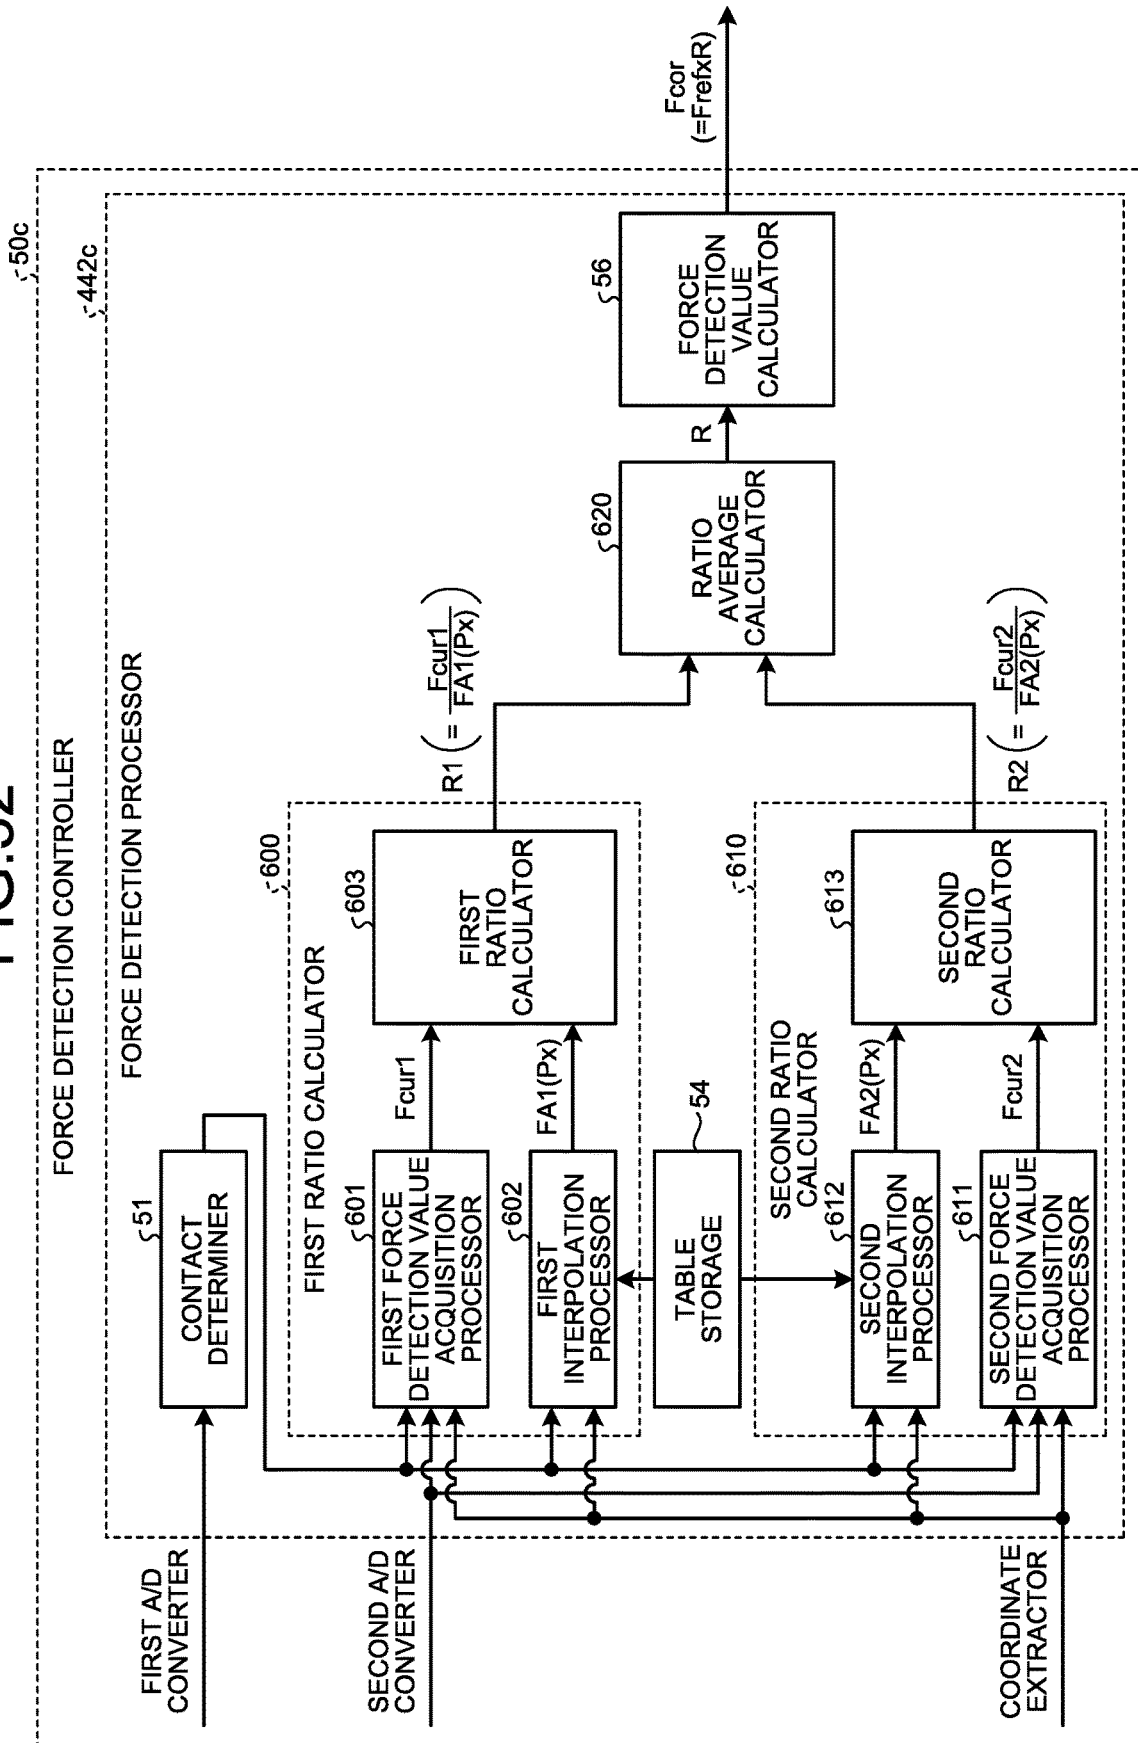 FIG.32
FORCE DETECTION CONTROLLER
50c
FORCE DETECTION PROCESSOR
442c
FIRST A/D
CONVERTER
SECOND A/D
CONVERTER
COORDINATE
EXTRACTOR
51
CONTACT
DETERMINER
FIRST RATIO CALCULATOR
600
601
FIRST FORCE
DETECTION VALUE
ACQUISITION
PROCESSOR
Fcur1
602
FIRST
INTERPOLATION
PROCESSOR
FA1(Px)
603
FIRST
RATIO
CALCULATOR
R1 (= Fcur1
FA1(Px))
54
TABLE
STORAGE
SECOND RATIO
CALCULATOR
610
612
SECOND
INTERPOLATION
PROCESSOR
FA2(Px)
611
SECOND FORCE
DETECTION VALUE
ACQUISITION
PROCESSOR
Fcur2
613
SECOND
RATIO
CALCULATOR
R2 (= Fcur2
FA2(Px))
620
RATIO
AVERAGE
CALCULATOR
R
56
FORCE
DETECTION
VALUE
CALCULATOR
Fcor
(=FrefxR)